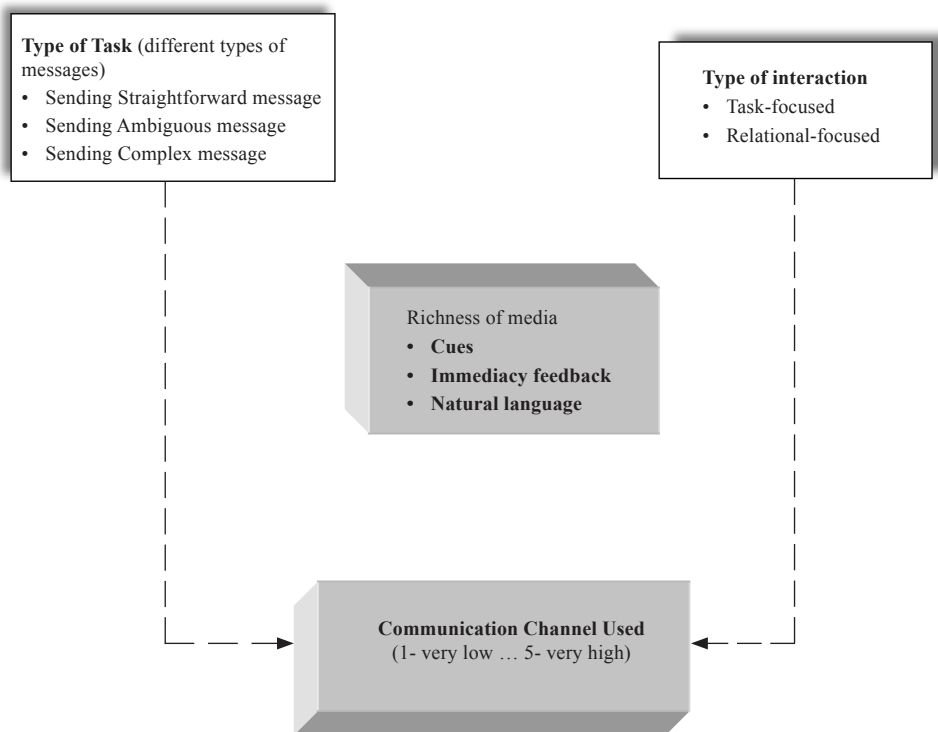 Type of Task (different types of
messages)
• Sending Straightforward message
• Sending Ambiguous message
• Sending Complex message
Type of interaction
• Task-focused
• Relational-focused
Richness of media
• Cues
• Immediacy feedback
• Natural language
Communication Channel Used
(1- very low … 5- very high)